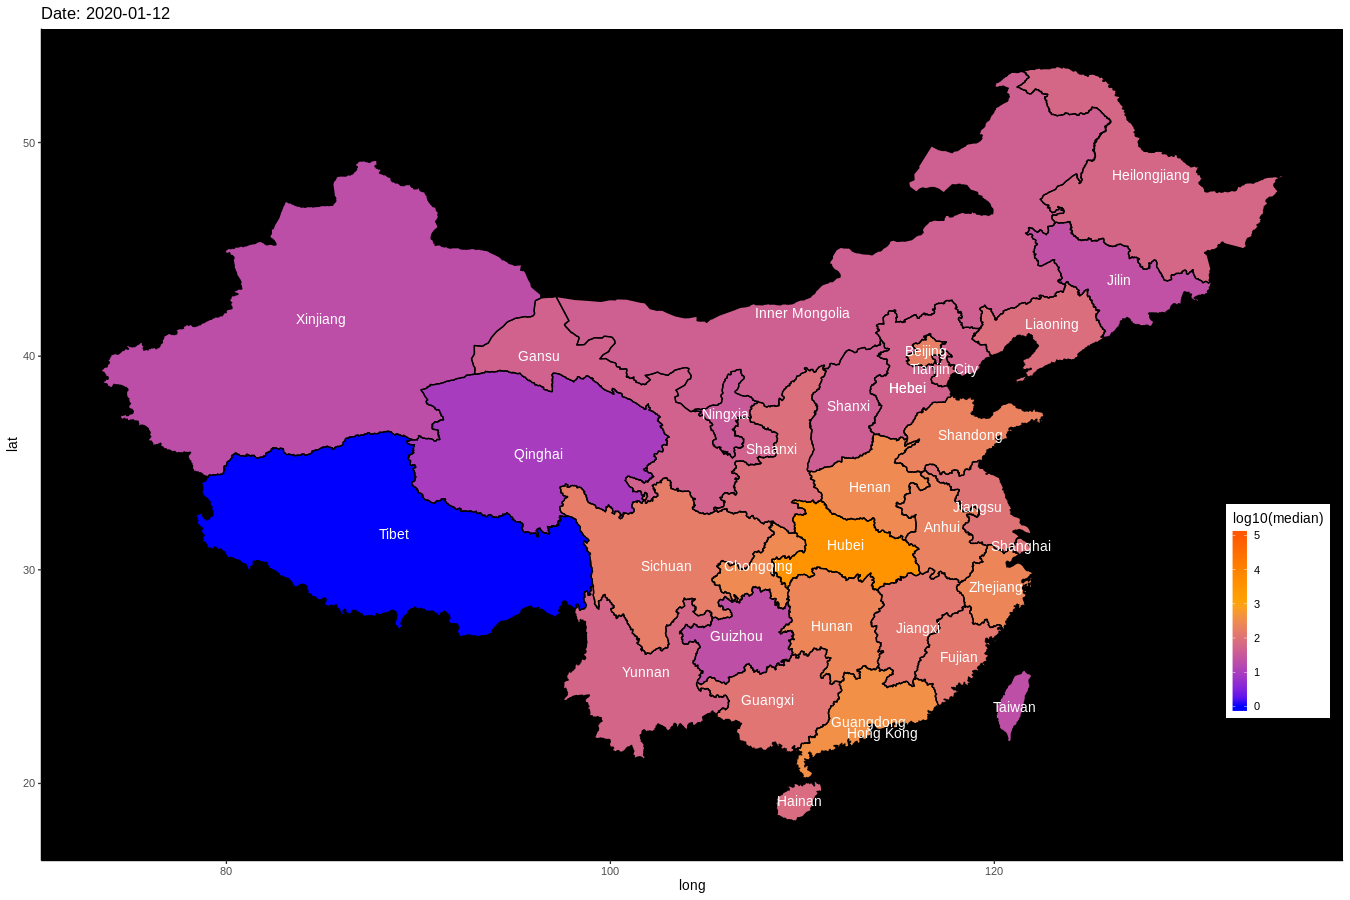 Date: 2020-01-12
50
40
30
20
lat
80
100
120
long
Heilongjiang
Jilin
Xinjiang
Inner Mongolia
Liaoning
Gansu
Beijing
Tianjin City
Hebei
Ningxia
Shanxi
Shandong
Qinghai
Shaanxi
Henan
Jiangsu
Anhui
Tibet
Hubei
Shanghai
Sichuan
Chongqing
Zhejiang
Hunan
Jiangxi
Guizhou
Fujian
Yunnan
Guangxi
Taiwan
Guangdong
Hong Kong
Hainan
log10(median)
5
4
3
2
1
0